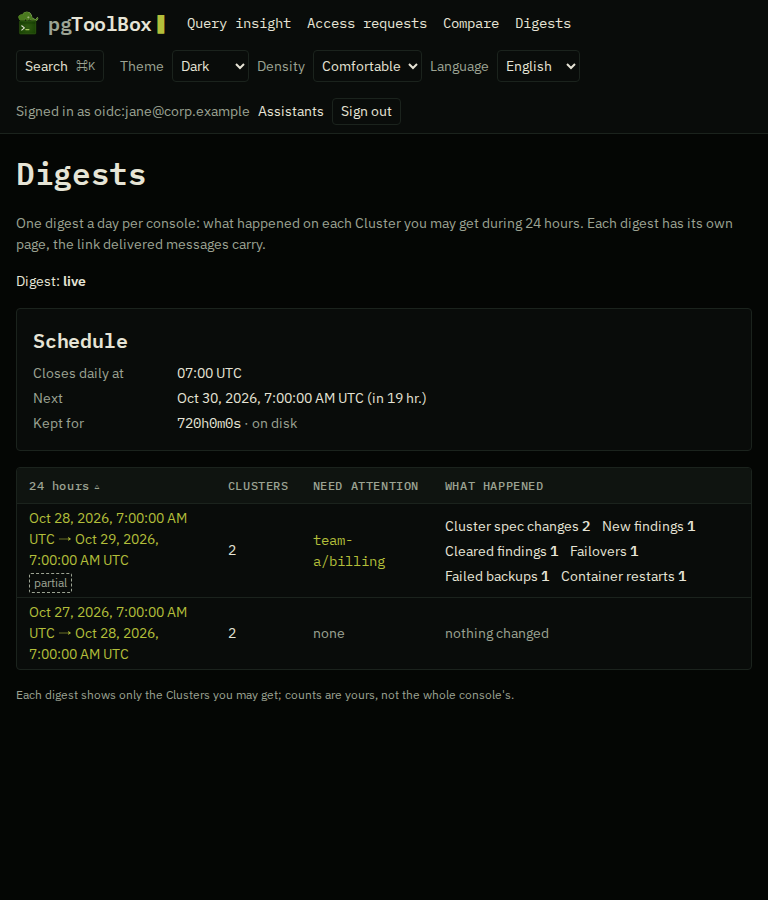 pgToolBox Query insight Access requests Compare Digests
Search ⌘K Theme Dark Density Comfortable Language English
Signed in as oidc:jane@corp.example Assistants Sign out
Digests
One digest a day per console: what happened on each Cluster you may get during 24 hours. Each digest has its own
page, the link delivered messages carry.
Digest: live
Schedule
Closes daily at 07:00 UTC
Next Oct 30, 2026, 7:00:00 AM UTC (in 19 hr.)
Kept for 720h0m0s · on disk
24 hours CLUSTERS NEED ATTENTION WHAT HAPPENED
Oct 28, 2026, 7:00:00 AM
UTC → Oct 29, 2026,
7:00:00 AM UTC
partial
2
team-
a/billing
Cluster spec changes 2 New findings 1
Cleared findings 1 Failovers 1
Failed backups 1 Container restarts 1
Oct 27, 2026, 7:00:00 AM
UTC → Oct 28, 2026,
7:00:00 AM UTC
2
none
nothing changed
Each digest shows only the Clusters you may get; counts are yours, not the whole console's.